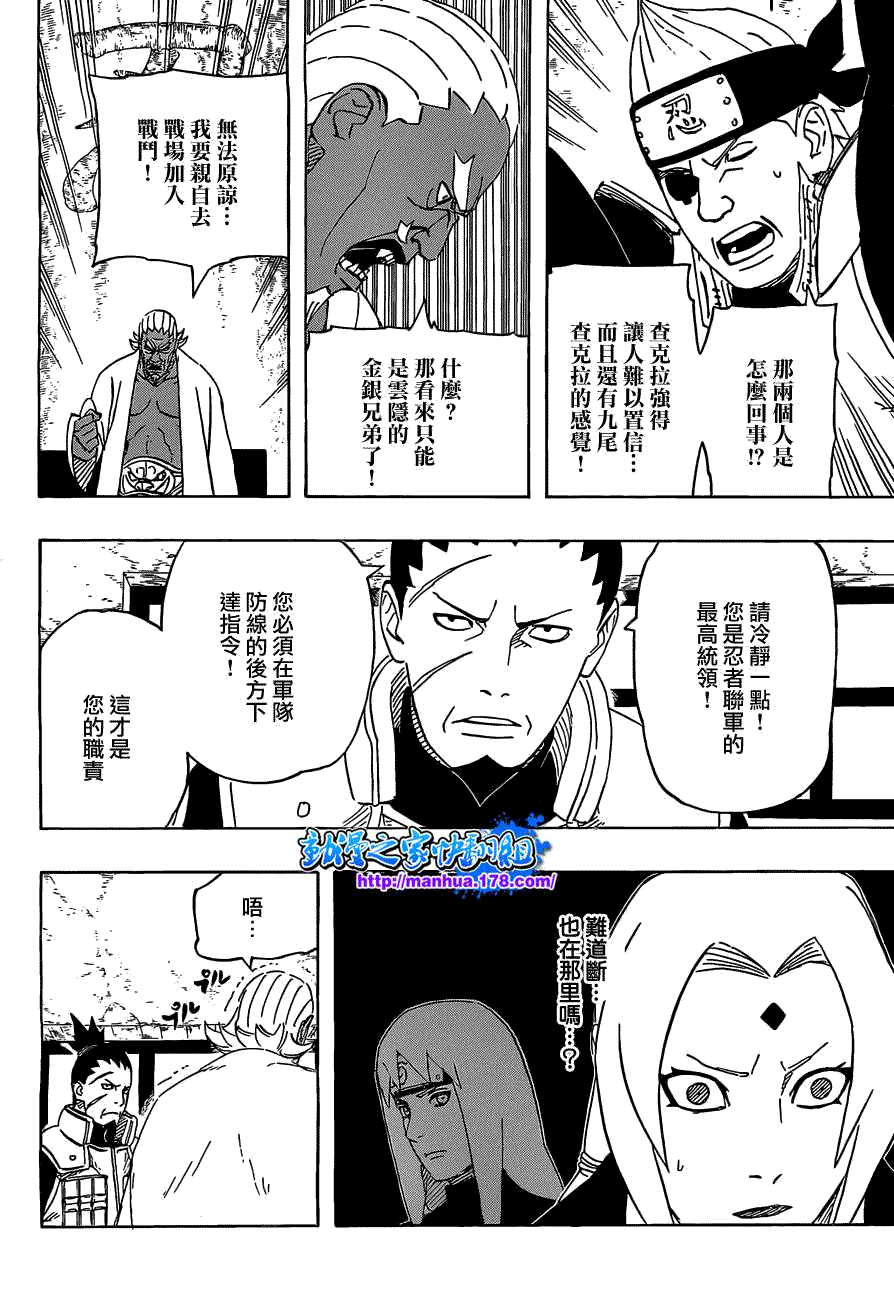 忍
那兩個人是
怎麼回事!?
查克拉強得
讓人難以置信…
而且還有九尾
查克拉的感覺！
什麼？
那看來只能
是雲隱的
金銀兄弟了！
無法原諒…
我要親自去
戰場加入
戰鬥！
請冷靜一點！
您是忍者聯軍的
最高統領！
您必須在軍隊
防線的後方下
達指令！
這才是
您的職責
動漫之家快翻組
http://manhua.178.com/
難道斷…
也在那里嗎…？
唔…
プル
プル